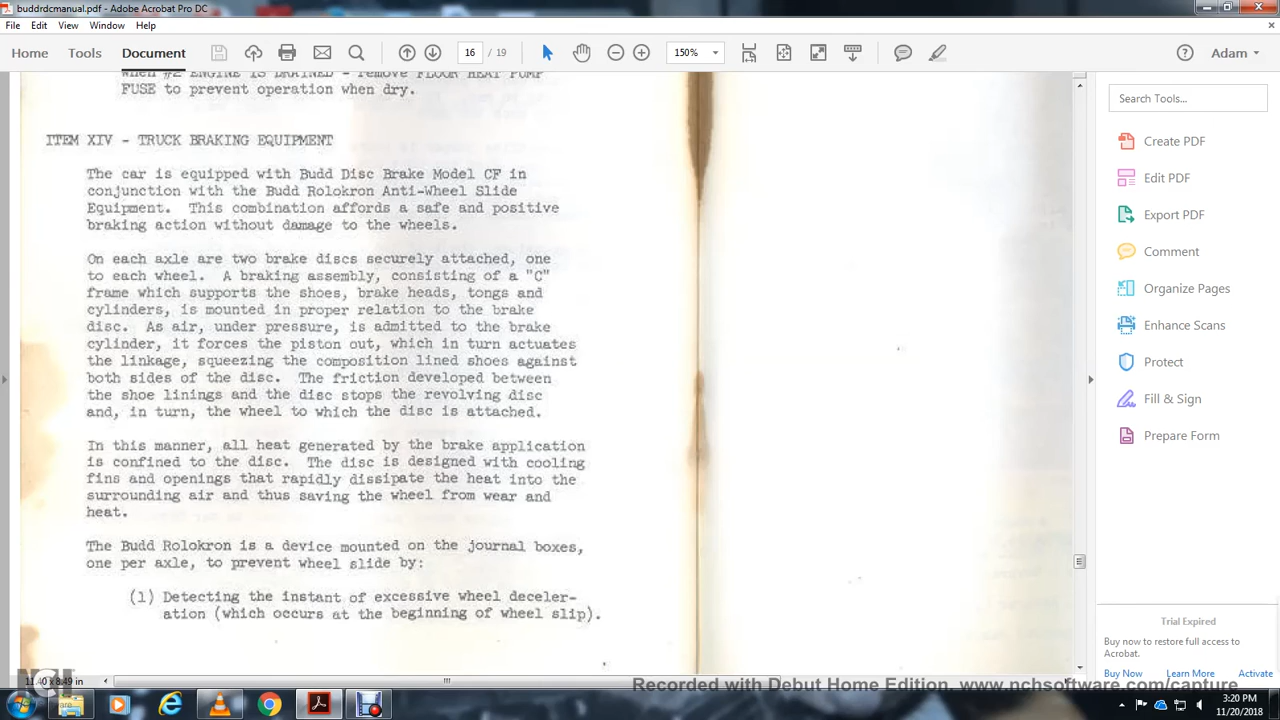 buddrdcmanual.pdf - Adobe Acrobat Pro DC
File Edit View Window Help
Home Tools Document 16 / 19 150% Adam
when #2 ENGINE IS DRAINED - remove FLOOR HEAT PUMP
FUSE to prevent operation when dry.
ITEM XIV - TRUCK BRAKING EQUIPMENT
The car is equipped with Budd Disc Brake Model CF in
conjunction with the Budd Rolokron Anti-Wheel Slide
Equipment. This combination affords a safe and positive
braking action without damage to the wheels.
On each axle are two brake discs securely attached, one
to each wheel. A braking assembly, consisting of a "C"
frame which supports the shoes, brake heads, tongs and
cylinders, is mounted in proper relation to the brake
disc. As air, under pressure, is admitted to the brake
cylinder, it forces the piston out, which in turn actuates
the linkage, squeezing the composition lined shoes against
both sides of the disc. The friction developed between
the shoe linings and the disc stops the revolving disc
and, in turn, the wheel to which the disc is attached.
In this manner, all heat generated by the brake application
is confined to the disc. The disc is designed with cooling
fins and openings that rapidly dissipate the heat into the
surrounding air and thus saving the wheel from wear and
heat.
The Budd Rolokron is a device mounted on the journal boxes,
one per axle, to prevent wheel slide by:
(1) Detecting the instant of excessive wheel deceler-
ation (which occurs at the beginning of wheel slip).
Search Tools...
Create PDF
Edit PDF
Export PDF
Comment
Organize Pages
Enhance Scans
Protect
Fill & Sign
Prepare Form
Trial Expired
Buy now to restore full access to
Acrobat.
Buy Now Learn More Activate
11.40 x 8.49 in
Recorded with Debut Home Edition. www.nchsoftware.com/capture
3:20 PM
11/20/2018